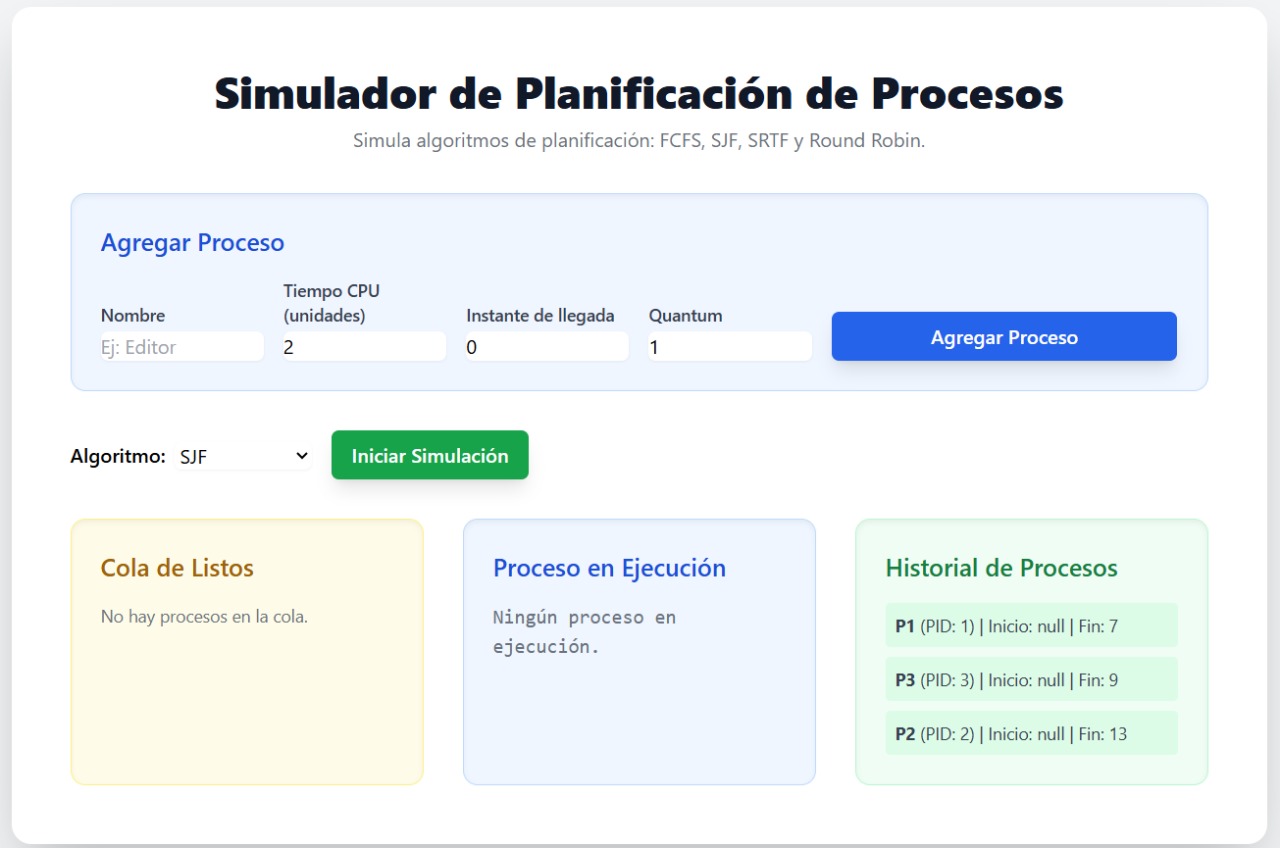 Simulador de Planificación de Procesos
Simula algoritmos de planificación: FCFS, SJF, SRTF y Round Robin.
Agregar Proceso
Nombre
Ej: Editor
Tiempo CPU
(unidades)
2
Instante de llegada
0
Quantum
1
Agregar Proceso
Algoritmo: SJF
Iniciar Simulación
Cola de Listos
No hay procesos en la cola.
Proceso en Ejecución
Ningún proceso en
ejecución.
Historial de Procesos
P1 (PID: 1) | Inicio: null | Fin: 7
P3 (PID: 3) | Inicio: null | Fin: 9
P2 (PID: 2) | Inicio: null | Fin: 13